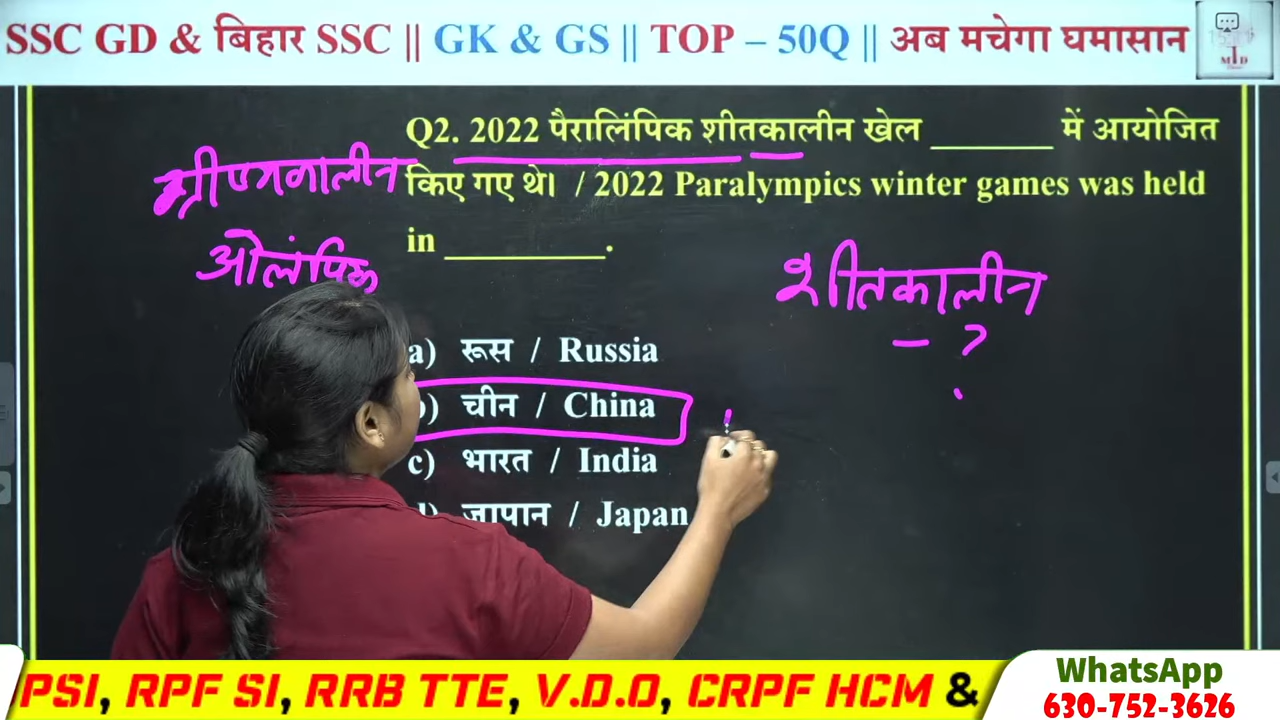 SSC GD & बिहार SSC || GK & GS || TOP – 50Q || अब मचेगा घमासान
Q2. 2022 पैरालिंपिक शीतकालीन खेल ________ में आयोजित
किए गए थे। / 2022 Paralympics winter games was held
in __________.
ओलंपिक
शीतकालीन
– ?
a) रूस / Russia
b) चीन / China
c) भारत / India
जापान / Japan
PSI, RPF SI, RRB TTE, V.D.O, CRPF HCM &
WhatsApp
630-752-3626